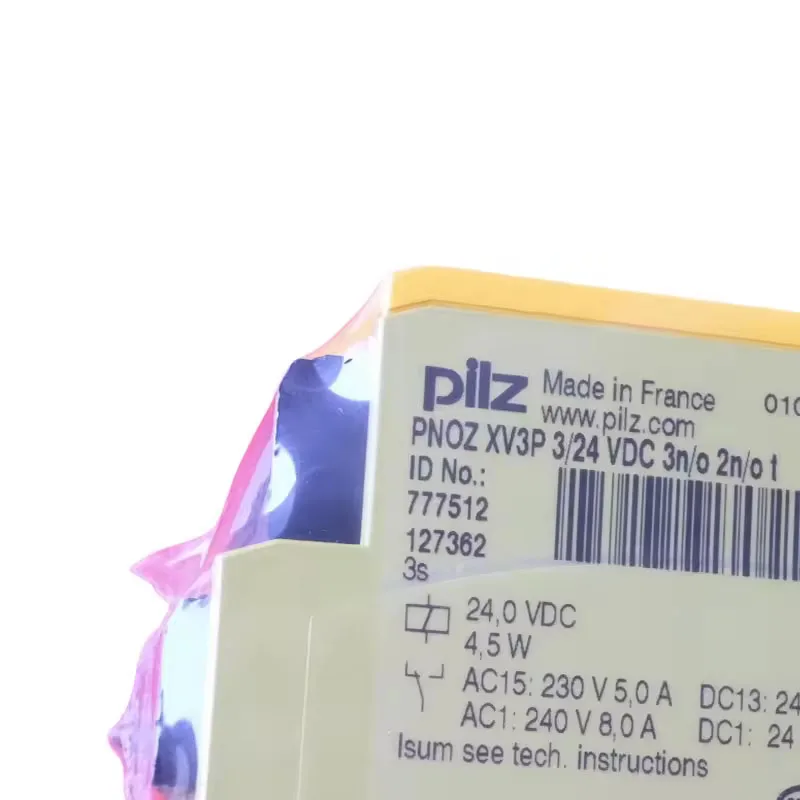 pilz Made in France 010
www.pilz.com
PNOZ XV3P 3/24 VDC 3n/o 2n/o t
ID No.:
777512
127362
3s
24,0 VDC
4,5 W
AC15: 230 V 5,0 A DC13: 24
AC1: 240 V 8,0 A DC1: 24
Isum see tech. instructions